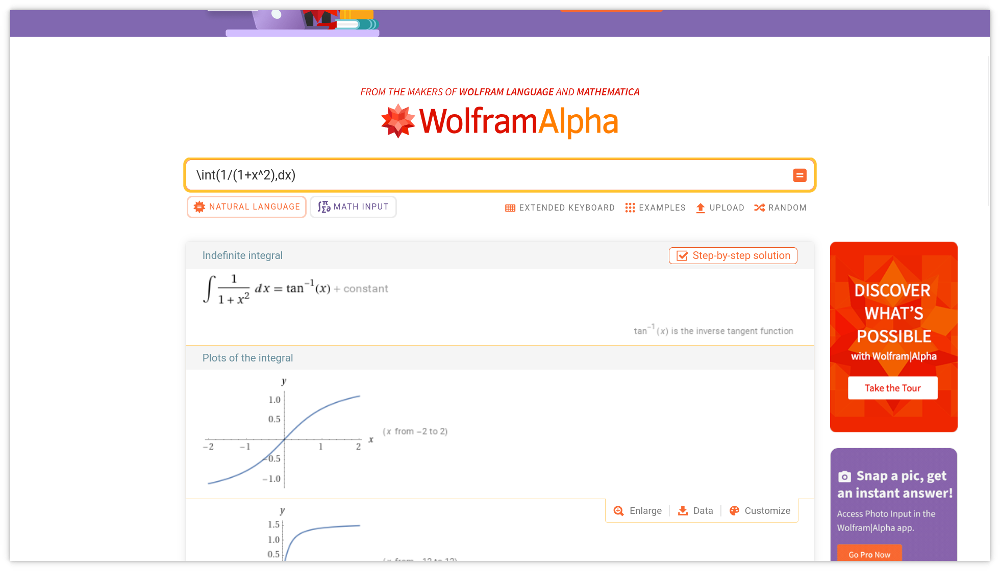 FROM THE MAKERS OF WOLFRAM LANGUAGE AND MATHEMATICA
WolframAlpha
\int(1/(1+x^2),dx)
NATURAL LANGUAGE
MATH INPUT
EXTENDED KEYBOARD
EXAMPLES
UPLOAD
RANDOM
Indefinite integral
Step-by-step solution
∫ 1/(1 + x²) dx = tan⁻¹(x) + constant
tan⁻¹(x) is the inverse tangent function
Plots of the integral
y
1.0
0.5
x
-2 -1 1 2
-0.5
-1.0
(x from −2 to 2)
Enlarge
Data
Customize
y
1.5
1.0
0.5
DISCOVER
WHAT'S
POSSIBLE
with Wolfram|Alpha
Take the Tour
Snap a pic, get
an instant answer!
Access Photo Input in the
Wolfram|Alpha app.
Go Pro Now